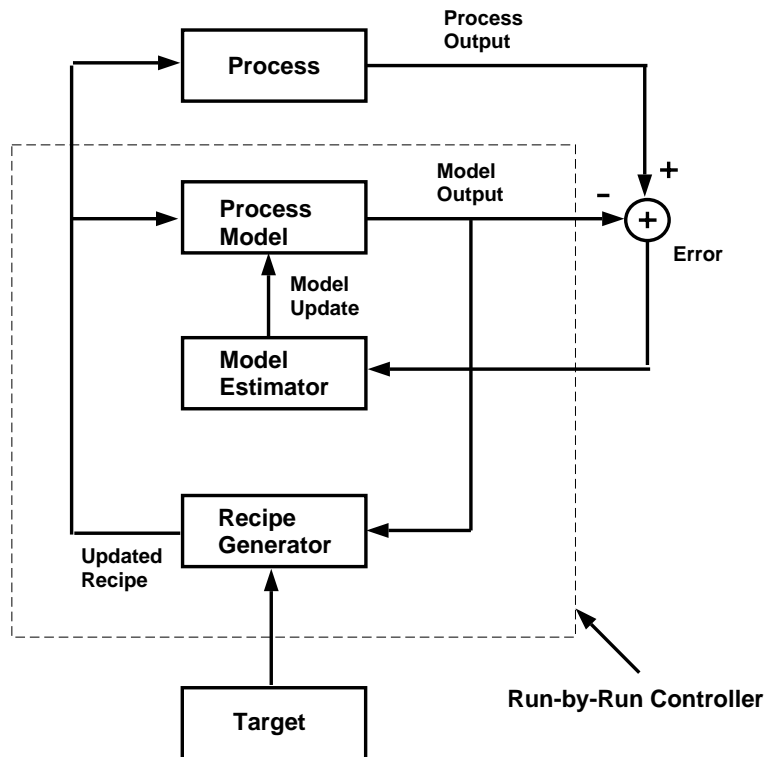 Process
Output
Process
Model
Output
+
-
Process
Model
+
Error
Model
Update
Model
Estimator
Recipe
Generator
Updated
Recipe
Run-by-Run Controller
Target